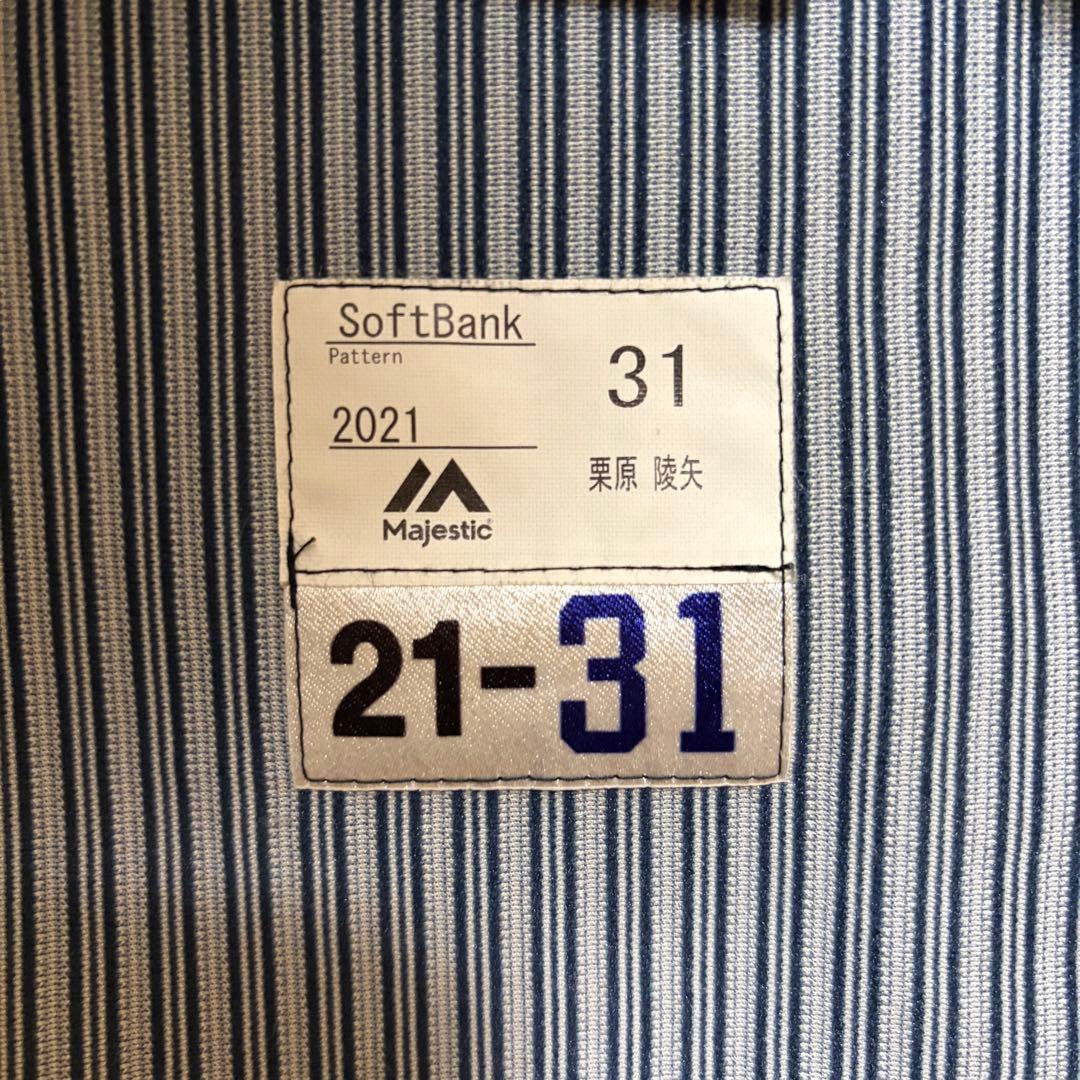 SoftBank
Pattern
31
2021
栗原 陵矢
Majestic
21-31